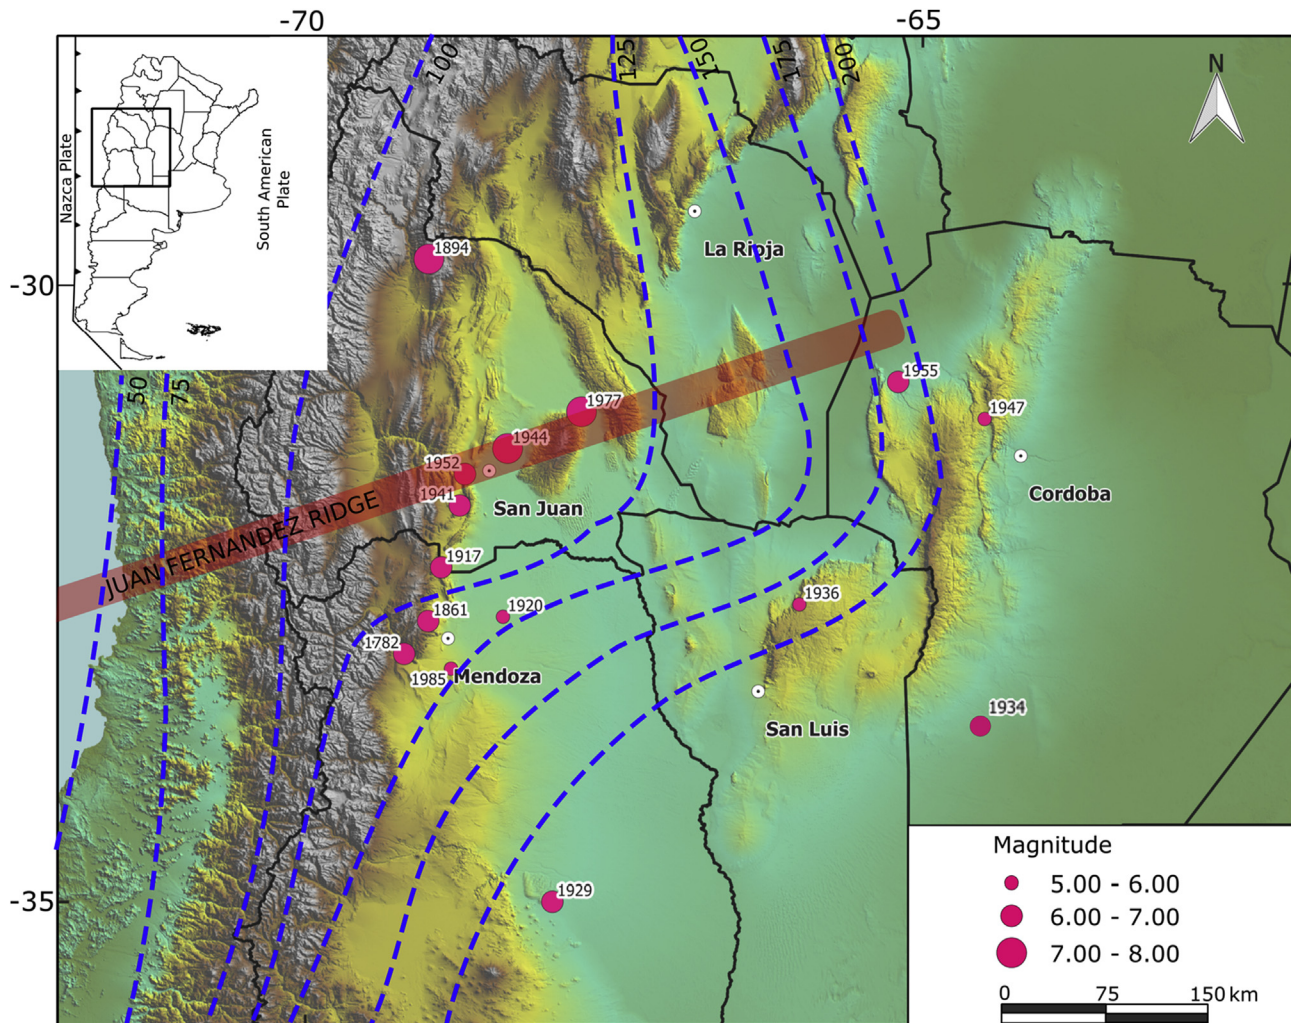 -70
-65
100
125
150
175
200
N
Nazca Plate
South American
Plate
La Rioja
1894
-30
50
75
1955
1977
1947
1944
1952
Cordoba
1941
San Juan
JUAN FERNANDEZ RIDGE
1917
1861
1920
1936
1782
1985
Mendoza
1934
San Luis
Magnitude
5.00 - 6.00
1929
-35
6.00 - 7.00
7.00 - 8.00
0
75
150 km